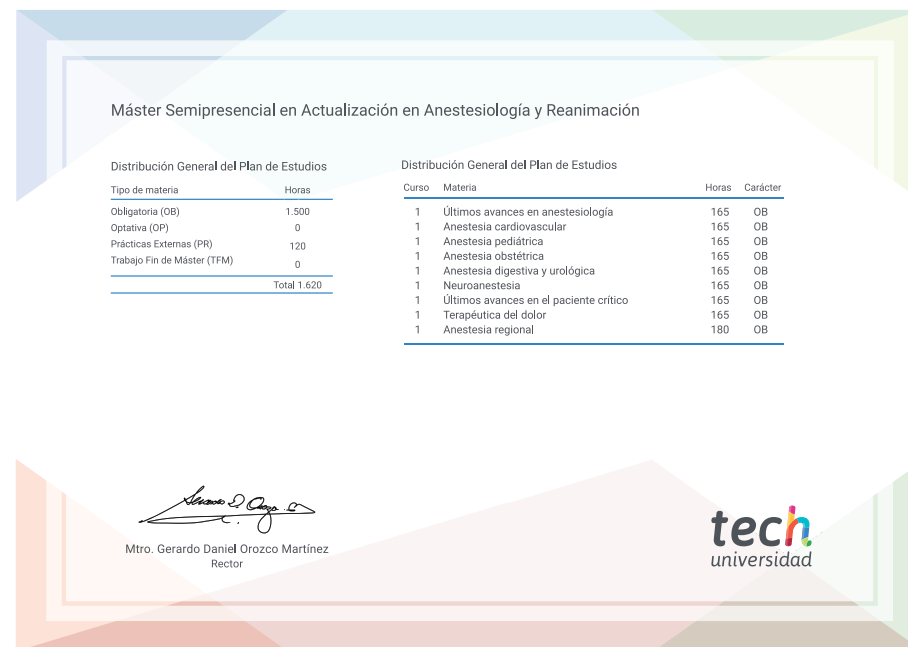 Máster Semipresencial en Actualización en Anestesiología y Reanimación
Distribución General del Plan de Estudios
Tipo de materia Horas
Obligatoria (OB) 1.500
Optativa (OP) 0
Prácticas Externas (PR) 120
Trabajo Fin de Máster (TFM) 0
Total 1.620
Distribución General del Plan de Estudios
Curso Materia Horas Carácter
1 Últimos avances en anestesiología 165 OB
1 Anestesia cardiovascular 165 OB
1 Anestesia pediátrica 165 OB
1 Anestesia obstétrica 165 OB
1 Anestesia digestiva y urológica 165 OB
1 Neuroanestesia 165 OB
1 Últimos avances en el paciente crítico 165 OB
1 Terapéutica del dolor 165 OB
1 Anestesia regional 180 OB
Mtro. Gerardo Daniel Orozco Martínez
Rector
tech
universidad